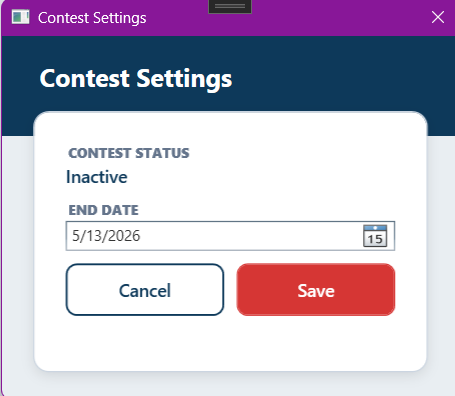 Contest Settings
Contest Settings
CONTEST STATUS
Inactive
END DATE
5/13/2026
15
Cancel
Save